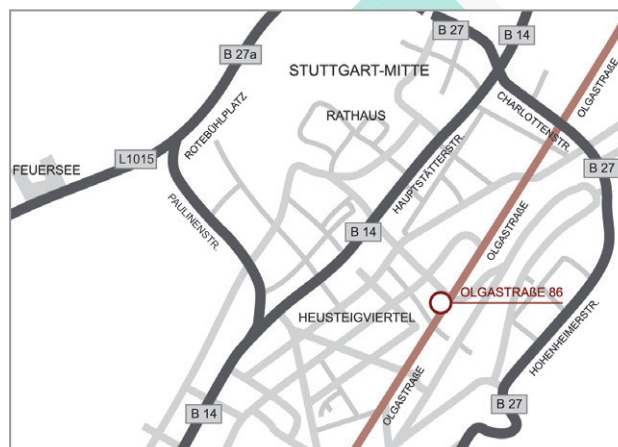 B 27
B 14
B 27a
STUTTGART-MITTE
OLGASTRAßE
CHARLOTTENSTR.
RATHAUS
ROTEBÜHLPLATZ
L1015
FEUERSEE
B 27
HAUPTSTÄTTERSTR.
PAULINENSTR.
B 14
OLGASTRAßE
OLGASTRAßE 86
HEUSTEIGVIERTEL
HOHENHEIMERSTR.
OLGASTRAßE
B 27
B 14